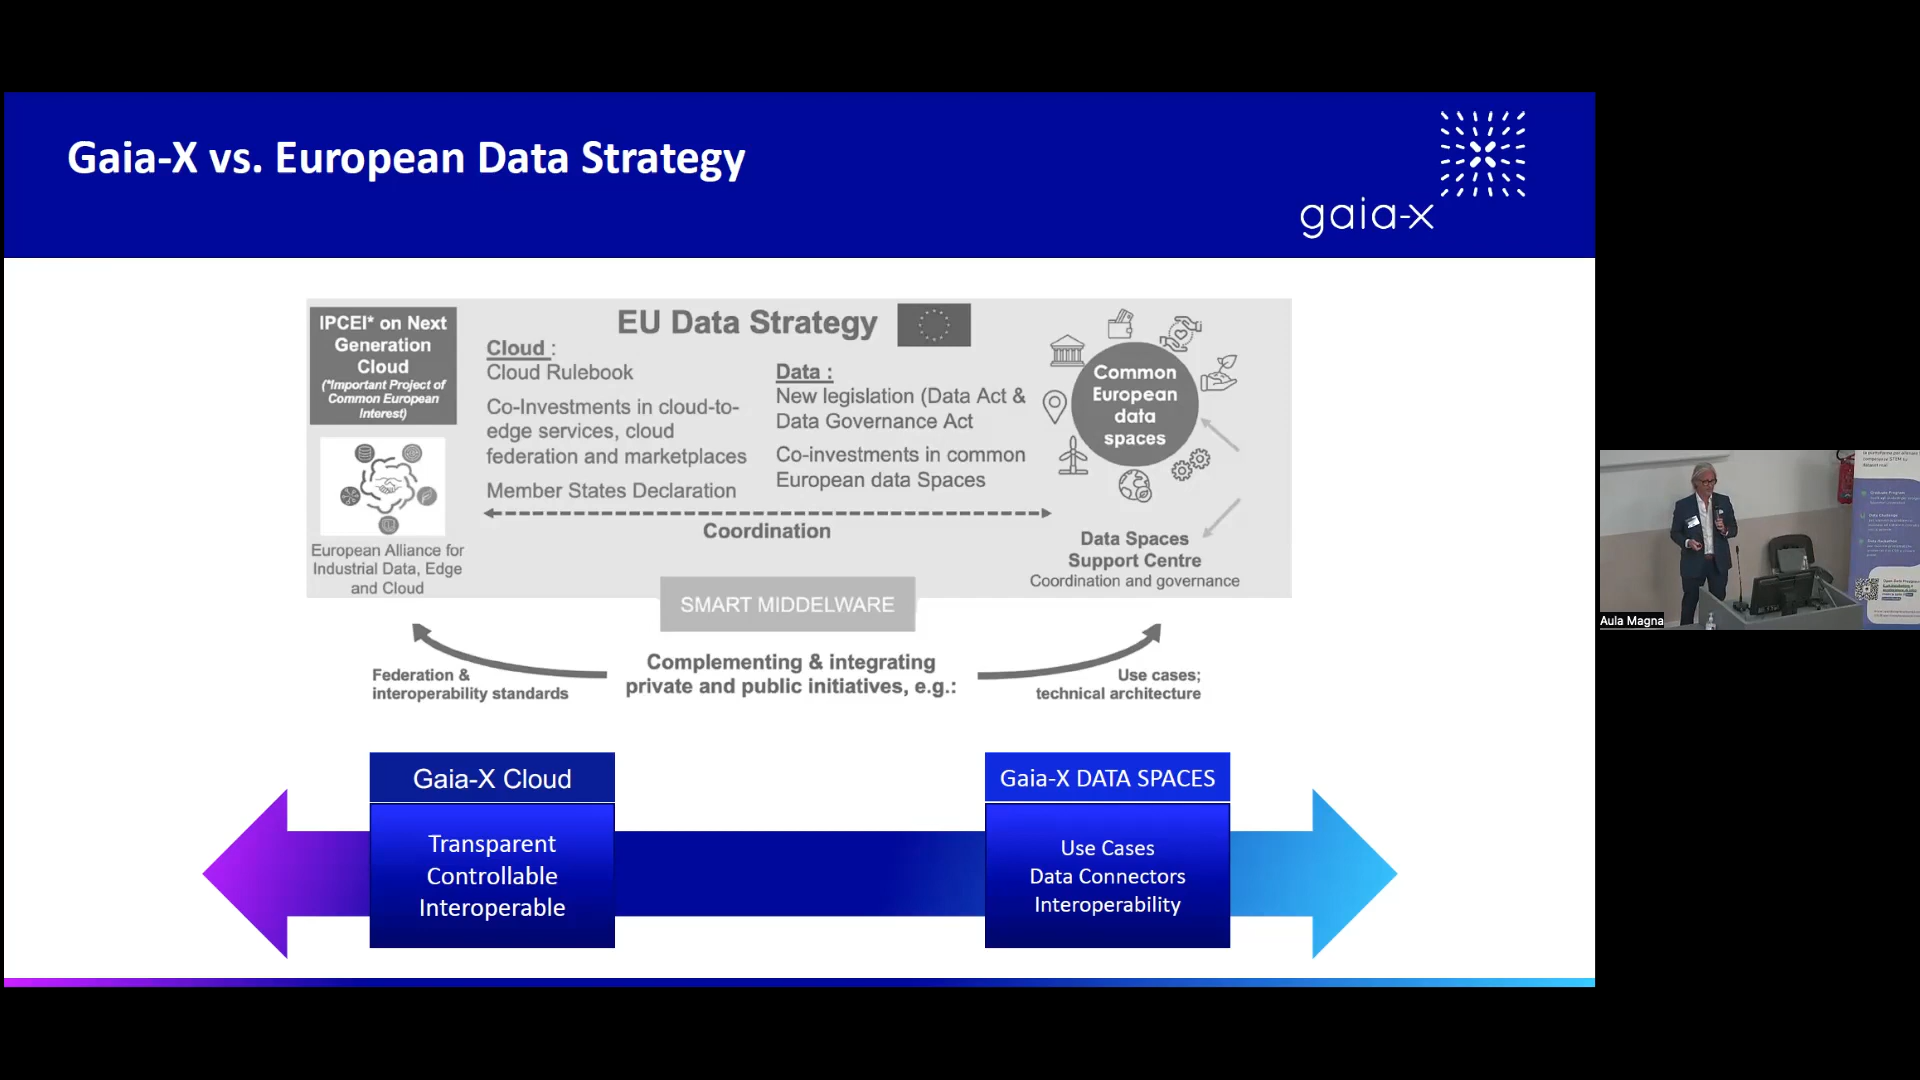 Gaia-X vs. European Data Strategy
gaia-x
IPCEI* on Next
Generation
Cloud
(*Important Project of
Common European
Interest)
European Alliance for
Industrial Data, Edge
and Cloud
EU Data Strategy
Cloud :
Cloud Rulebook
Co-Investments in cloud-to-
edge services, cloud
federation and marketplaces
Member States Declaration
Data :
New legislation (Data Act &
Data Governance Act
Co-investments in common
European data Spaces
Coordination
Common
European
data
spaces
Data Spaces
Support Centre
Coordination and governance
SMART MIDDELWARE
Federation &
interoperability standards
Complementing & integrating
private and public initiatives, e.g.:
Use cases;
technical architecture
Gaia-X Cloud
Transparent
Controllable
Interoperable
Gaia-X DATA SPACES
Use Cases
Data Connectors
Interoperability
Aula Magna